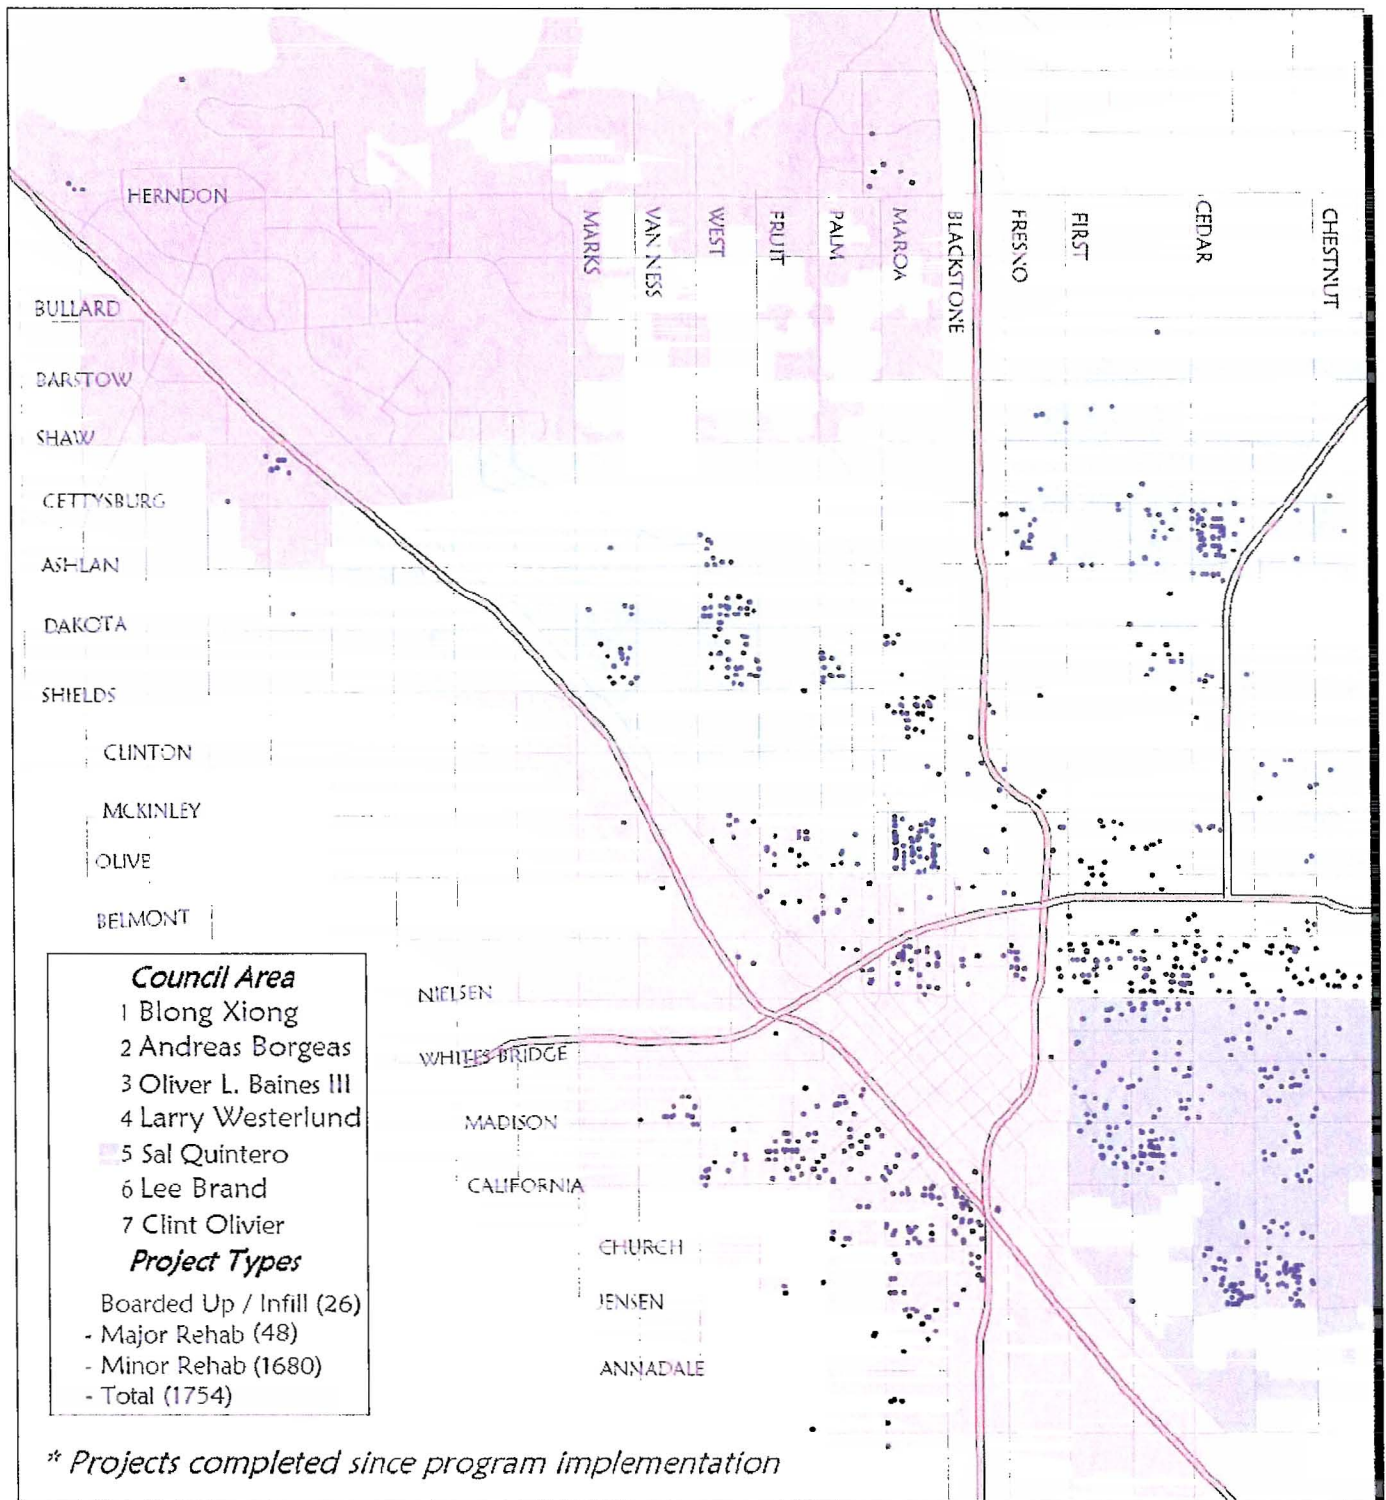 HERNDON
MARKS
VAN NESS
WEST
FRUIT
PALM
MAROA
BLACKSTONE
FRESNO
FIRST
CEDAR
CHESTNUT
BULLARD
BARSTOW
SHAW
GETTYSBURG
ASHLAN
DAKOTA
SHIELDS
CLINTON
MCKINLEY
OLIVE
BELMONT
NIELSEN
WHITES BRIDGE
MADISON
CALIFORNIA
CHURCH
JENSEN
ANNADALE
Council Area
1 Blong Xiong
2 Andreas Borgeas
3 Oliver L. Baines III
4 Larry Westerlund
5 Sal Quintero
6 Lee Brand
7 Clint Olivier
Project Types
Boarded Up / Infill (26)
- Major Rehab (48)
- Minor Rehab (1680)
- Total (1754)
* Projects completed since program implementation